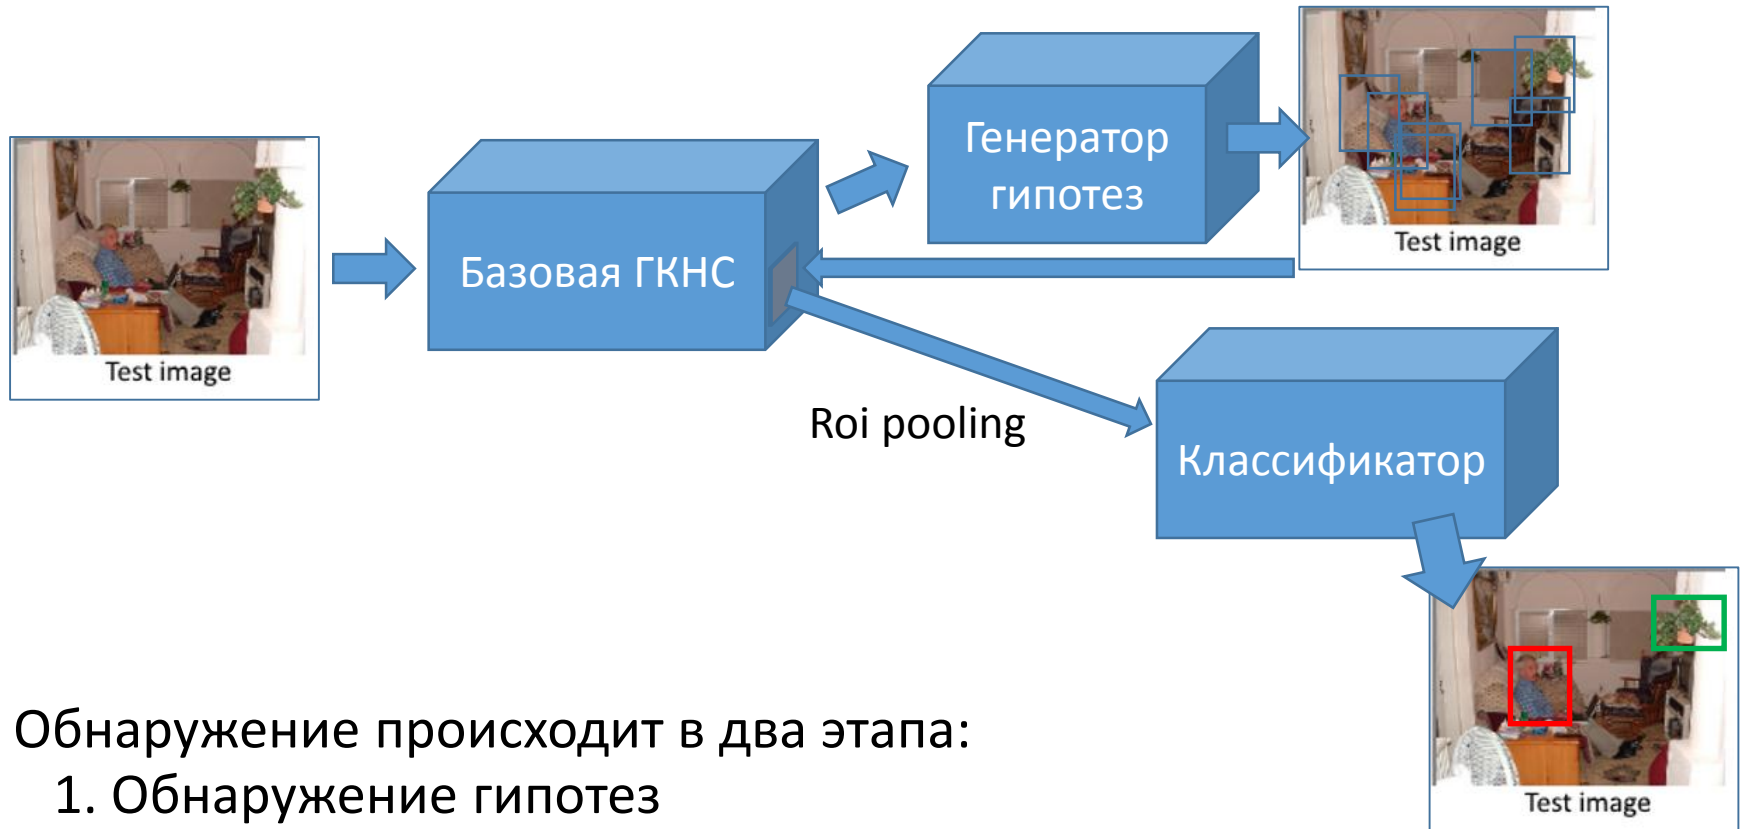 Генератор
гипотез
Test image
Базовая ГКНС
Test image
Roi pooling
Классификатор
Обнаружение происходит в два этапа:
1. Обнаружение гипотез
Test image